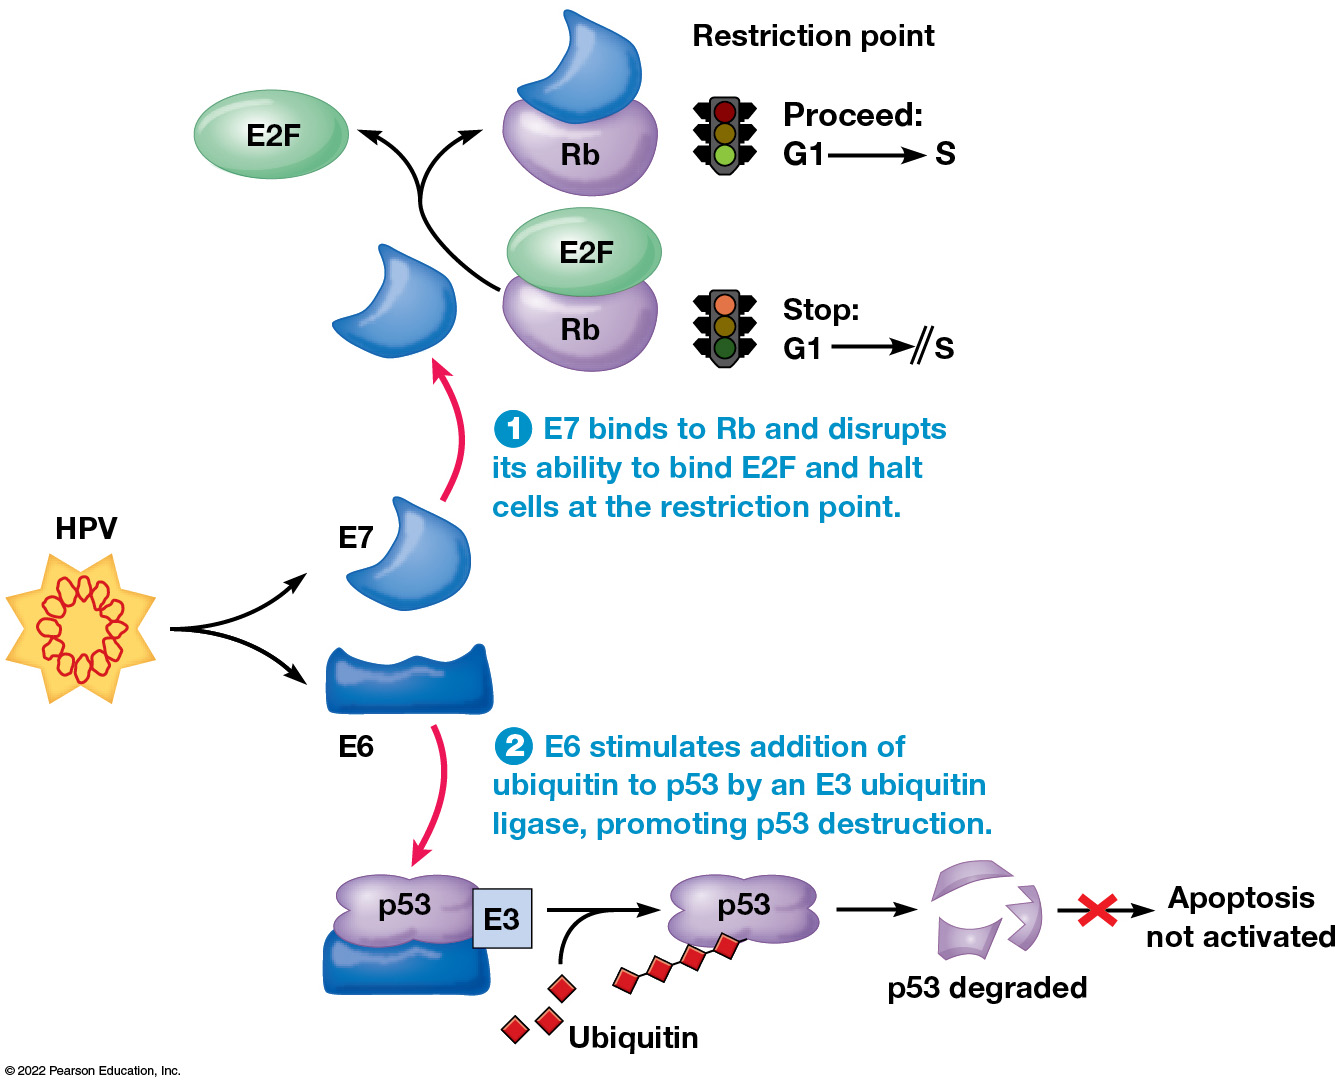 Restriction point
E2F
Rb
Proceed:
G1 S
E2F
Rb
Stop:
G1 S
1 E7 binds to Rb and disrupts
its ability to bind E2F and halt
cells at the restriction point.
HPV
E7
E6
2 E6 stimulates addition of
ubiquitin to p53 by an E3 ubiquitin
ligase, promoting p53 destruction.
p53
E3
p53
Apoptosis
not activated
p53 degraded
Ubiquitin
© 2022 Pearson Education, Inc.